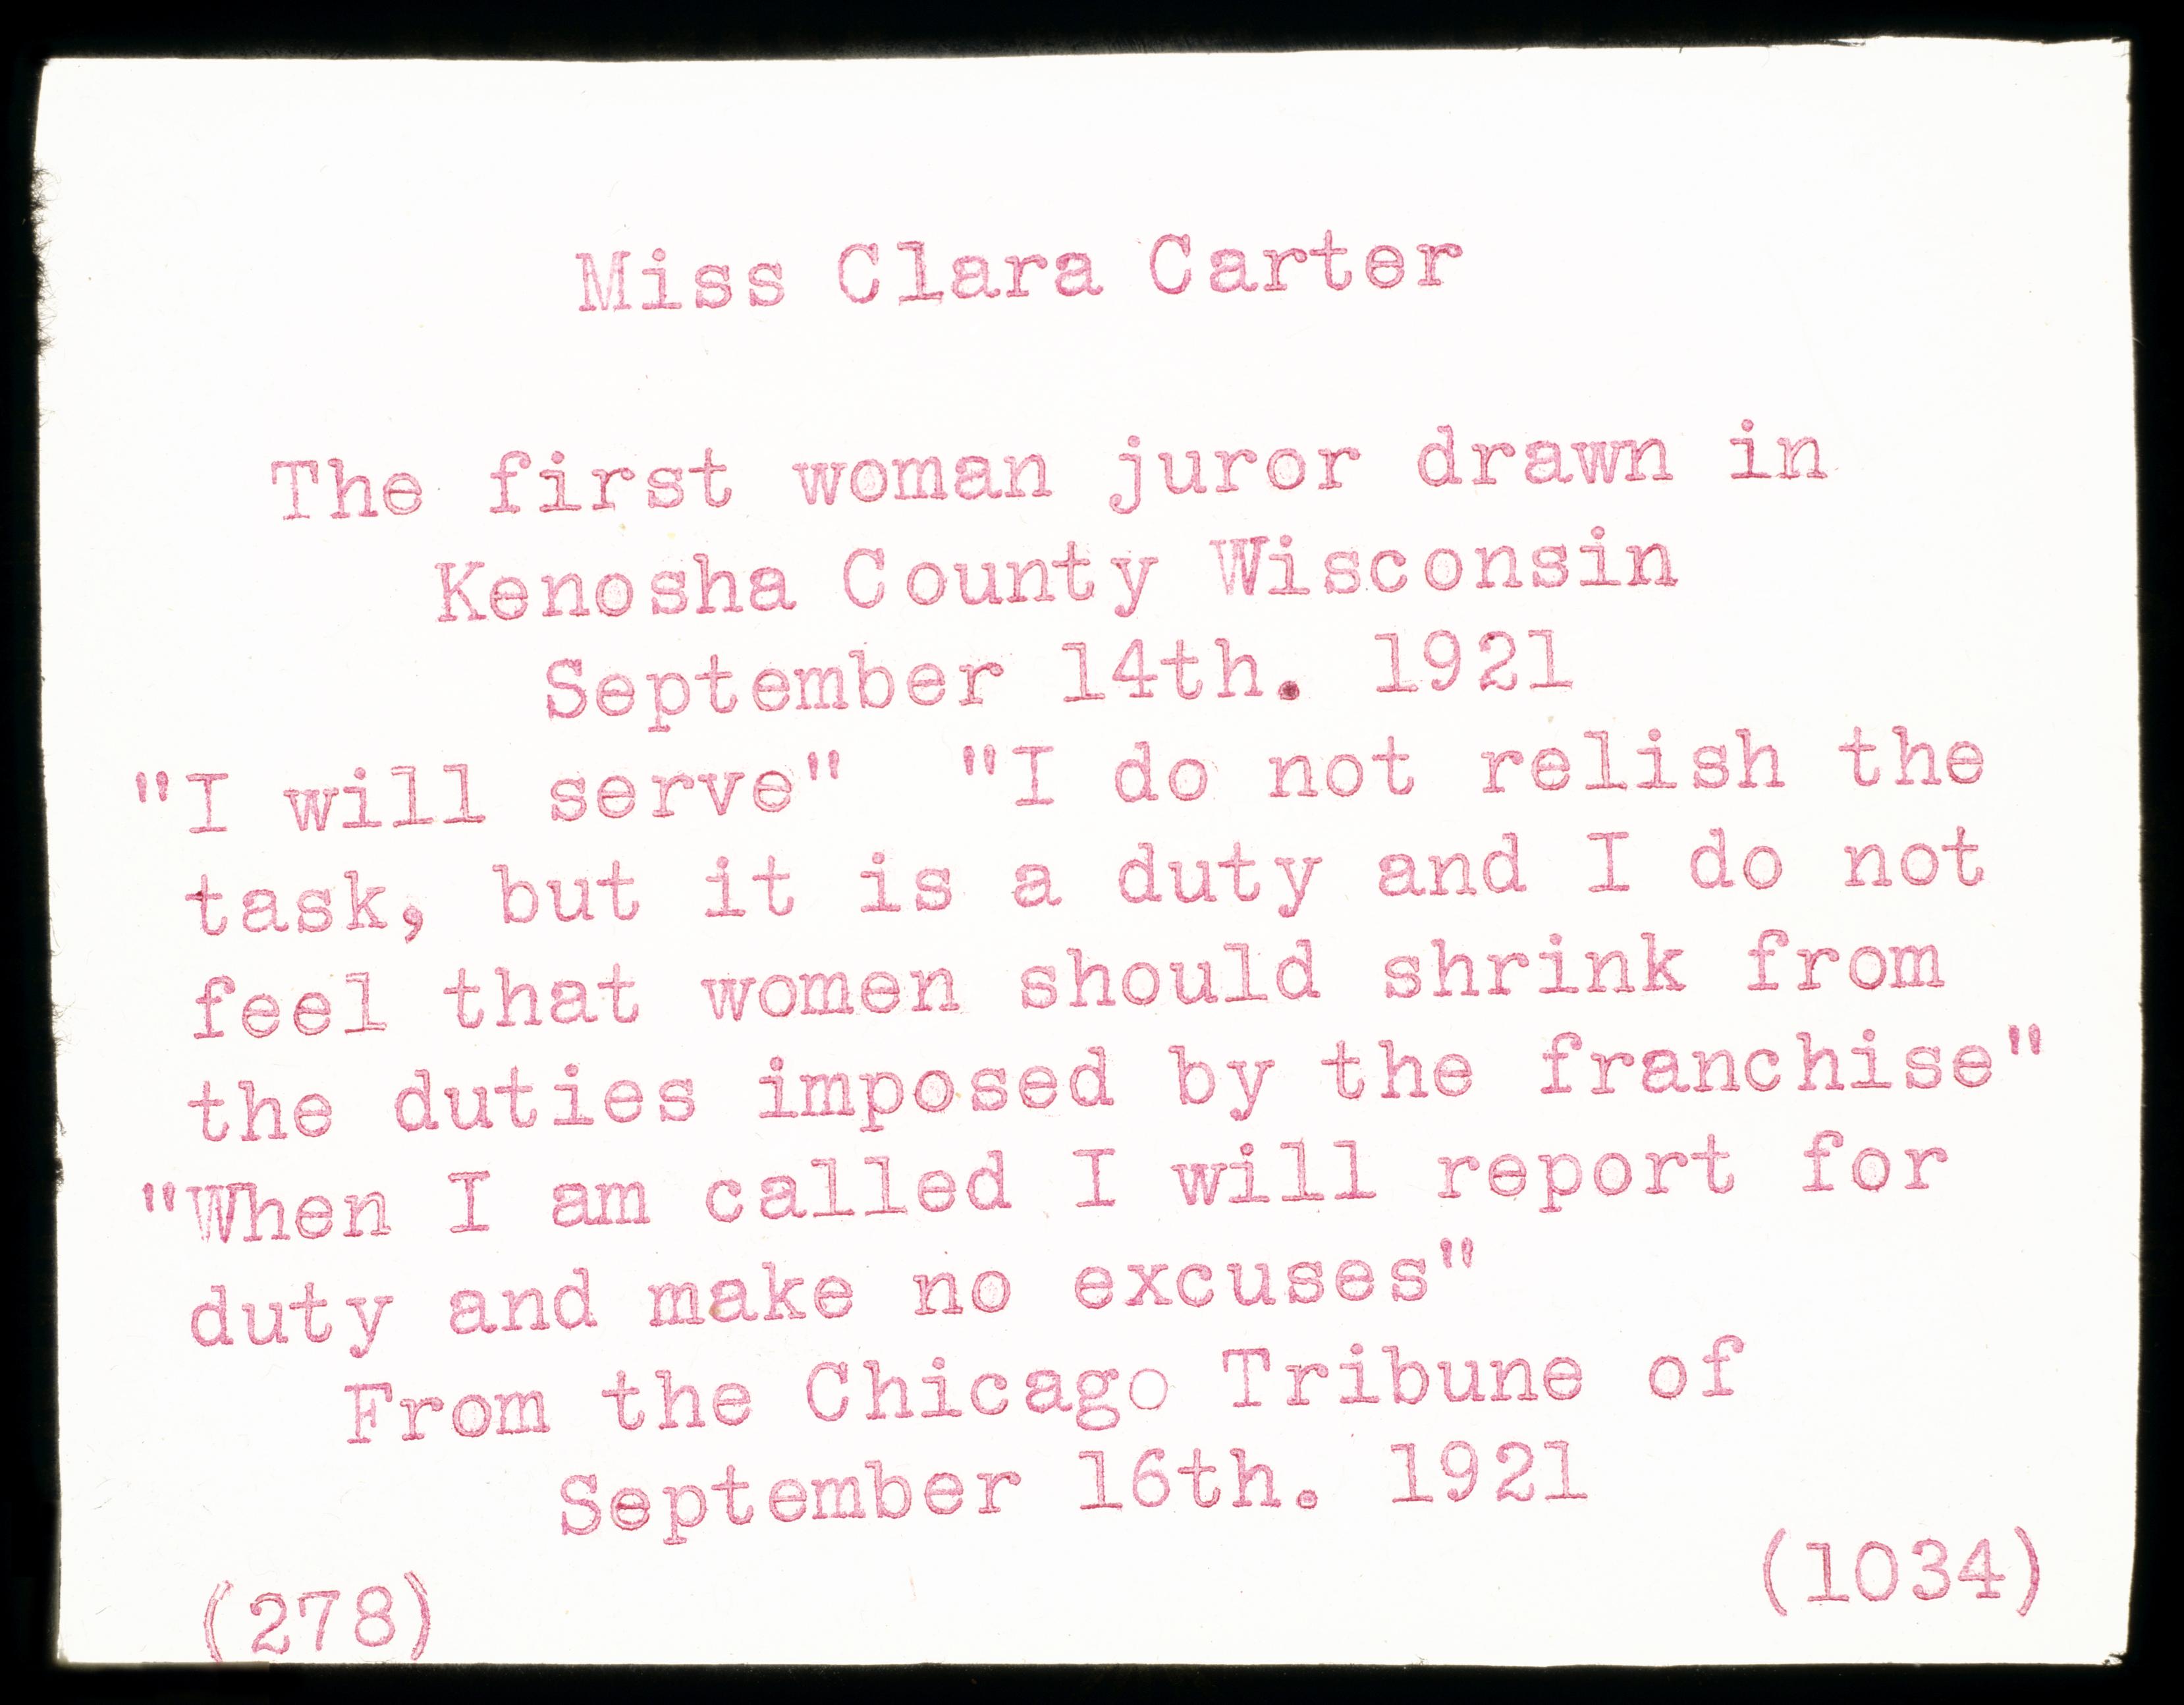 Miss Clara Carter
The first woman juror drawn in
Kenosha County Wisconsin
September 14th. 1921
"I will serve" "I do not relish the
task, but it is a duty and I do not
feel that women should shrink from
the duties imposed by the franchise"
"When I am called I will report for
duty and make no excuses"
From the Chicago Tribune of
September 16th. 1921
(1034)
(278)